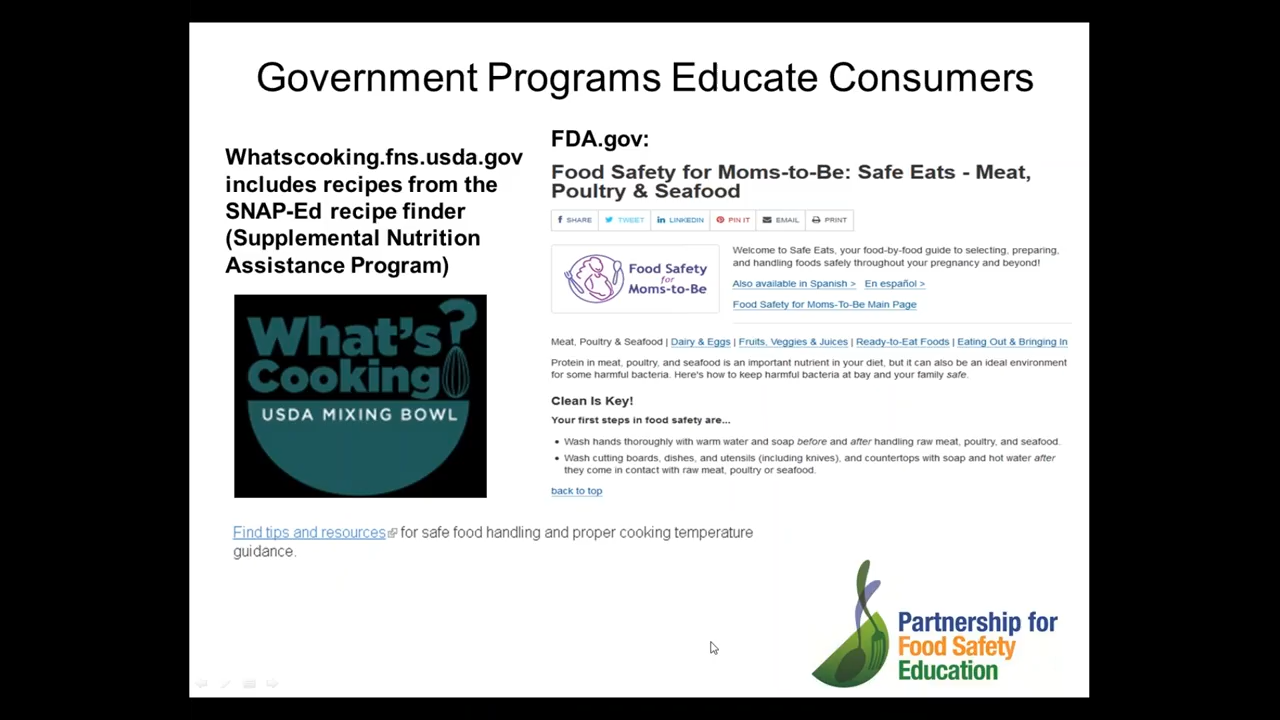 Government Programs Educate Consumers
Whatscooking.fns.usda.gov
includes recipes from the
SNAP-Ed recipe finder
(Supplemental Nutrition
Assistance Program)
What's?
Cooking
USDA MIXING BOWL
FDA.gov:
Food Safety for Moms-to-Be: Safe Eats - Meat,
Poultry & Seafood
SHARE TWEET LINKEDIN PIN IT EMAIL PRINT
Food Safety
for
Moms-to-Be
Welcome to Safe Eats, your food-by-food guide to selecting, preparing,
and handling foods safely throughout your pregnancy and beyond!
Also available in Spanish > En español >
Food Safety for Moms-To-Be Main Page
Meat, Poultry & Seafood | Dairy & Eggs | Fruits, Veggies & Juices | Ready-to-Eat Foods | Eating Out & Bringing In
Protein in meat, poultry, and seafood is an important nutrient in your diet, but it can also be an ideal environment
for some harmful bacteria. Here's how to keep harmful bacteria at bay and your family safe.
Clean Is Key!
Your first steps in food safety are...
• Wash hands thoroughly with warm water and soap before and after handling raw meat, poultry, and seafood.
• Wash cutting boards, dishes, and utensils (including knives), and countertops with soap and hot water after
they come in contact with raw meat, poultry or seafood.
back to top
Find tips and resources for safe food handling and proper cooking temperature
guidance.
Partnership for
Food Safety
Education